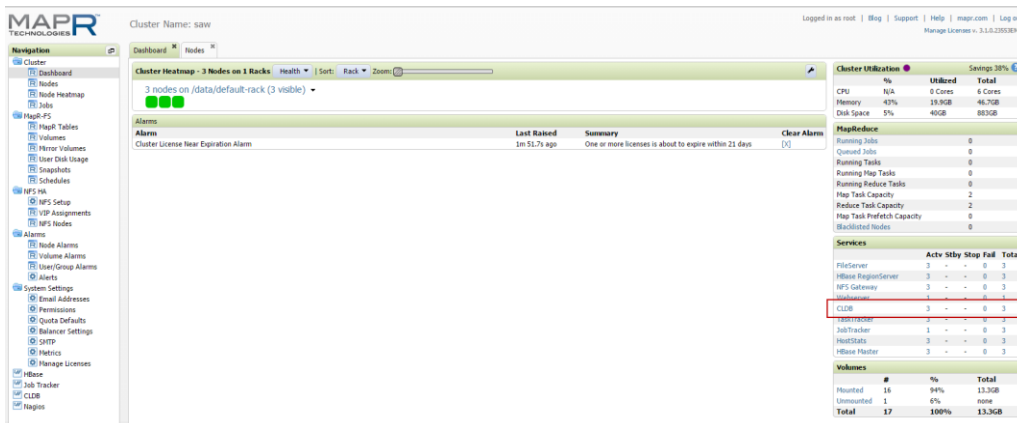 MAPR
TECHNOLOGIES
Cluster Name: saw
Logged in as root | Blog | Support | Help | mapr.com | Log
Manage Licenses v. 3.1.0.23553
Navigation
Cluster
Dashboard
Nodes
Node Heatmap
Jobs
MapR-FS
MapR Tables
Volumes
Mirror Volumes
User Disk Usage
Snapshots
Schedules
NFS HA
NFS Setup
VIP Assignments
NFS Nodes
Alarms
Node Alarms
Volume Alarms
User/Group Alarms
Alerts
System Settings
Email Addresses
Permissions
Quota Defaults
Balancer Settings
SMTP
Metrics
Manage Licenses
HBase
Job Tracker
CLDB
Nagios
Dashboard Nodes
Cluster Heatmap - 3 Nodes on 1 Racks Health | Sort: Rack Zoom:
3 nodes on /data/default-rack (3 visible)
Alarms
Alarm Last Raised Summary Clear Alarm
Cluster License Near Expiration Alarm 1m 51.7s ago One or more licenses is about to expire within 21 days [X]
Cluster Utilization Savings 38%
% Utilized Total
CPU N/A 0 Cores 6 Cores
Memory 43% 19.9GB 46.7GB
Disk Space 5% 40GB 883GB
MapReduce
Running Jobs 0
Queued Jobs 0
Running Tasks 0
Running Map Tasks 0
Running Reduce Tasks 0
Map Task Capacity 2
Reduce Task Capacity 2
Map Task Prefetch Capacity 0
Blacklisted Nodes 0
Services
Actv Stby Stop Fail Tota
FileServer 3 - - 0 3
HBase RegionServer 3 - - 0 3
NFS Gateway 3 - - 0 3
Webserver 1 - - 0 1
CLDB 3 - - 0 3
TaskTracker 3 - - 0 3
JobTracker 1 - - 0 3
HostStats 3 - - 0 3
HBase Master 3 - - 0 3
Volumes
# % Total
Mounted 16 94% 13.3GB
Unmounted 1 6% none
Total 17 100% 13.3GB